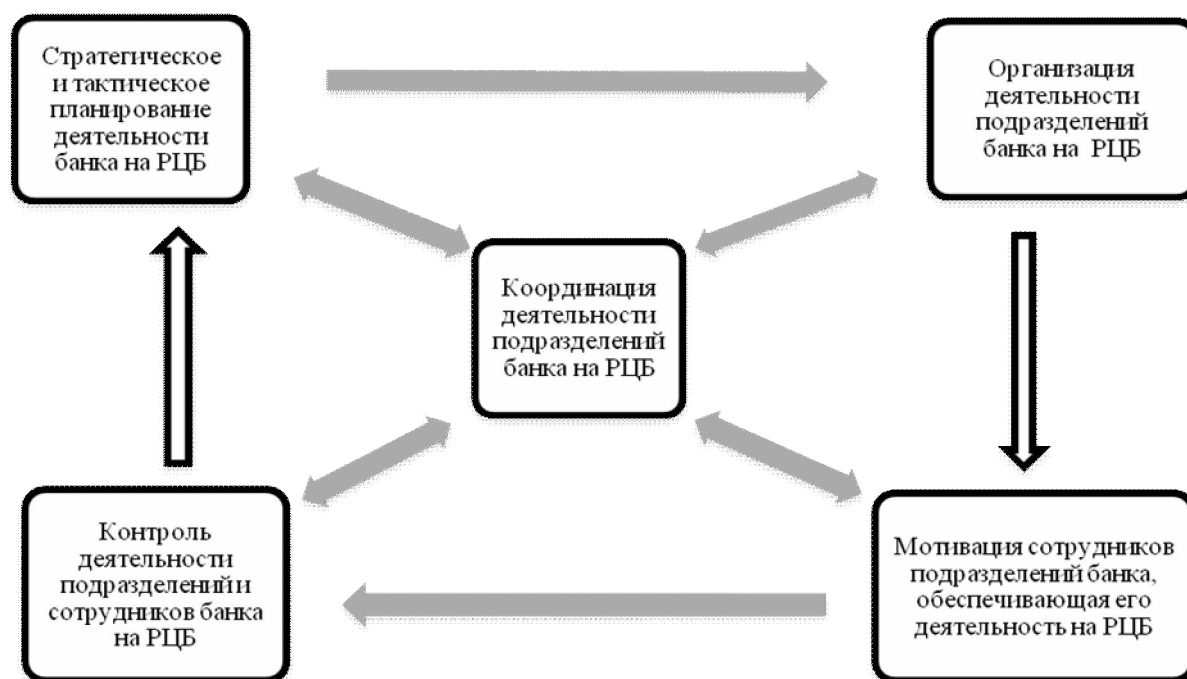 Стратегическое
и тактическое
планирование
деятельности
банка на РЦБ
Организация
деятельности
подразделений
банка на РЦБ
Координация
деятельности
подразделений
банка на РЦБ
Контроль
деятельности
подразделений и
сотрудников банка
на РЦБ
Мотивация сотрудников
подразделений банка,
обеспечивающая его
деятельность на РЦБ